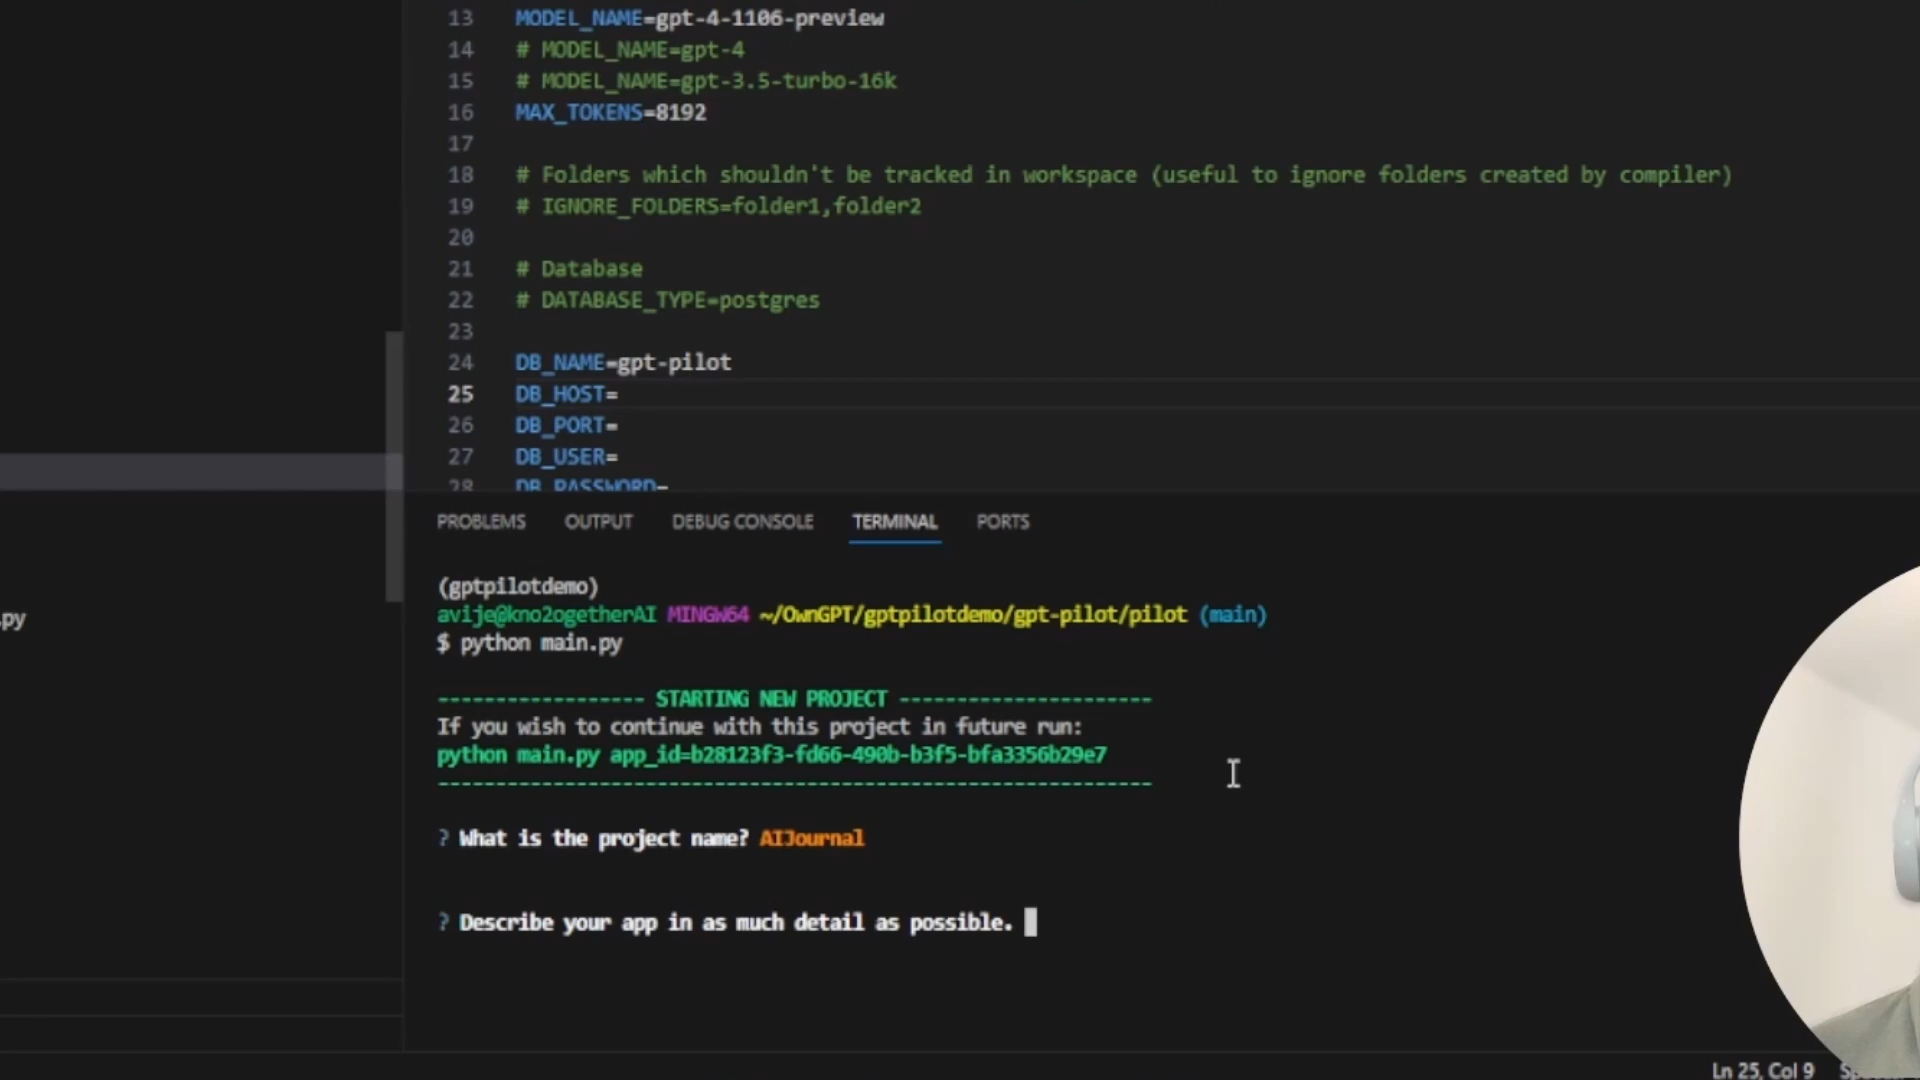 13 MODEL_NAME=gpt-4-1106-preview
14 # MODEL_NAME=gpt-4
15 # MODEL_NAME=gpt-3.5-turbo-16k
16 MAX_TOKENS=8192
17
18 # Folders which shouldn't be tracked in workspace (useful to ignore folders created by compiler)
19 # IGNORE_FOLDERS=folder1,folder2
20
21 # Database
22 # DATABASE_TYPE=postgres
23
24 DB_NAME=gpt-pilot
25 DB_HOST=
26 DB_PORT=
27 DB_USER=
28 DB_PASSWORD=
PROBLEMS OUTPUT DEBUG CONSOLE TERMINAL PORTS
(gptpilotdemo)
avije@kno2ogetherAI MINGW64 ~/OwnGPT/gptpilotdemo/gpt-pilot/pilot (main)
.py
$ python main.py
------------------ STARTING NEW PROJECT ----------------------
If you wish to continue with this project in future run:
python main.py app_id=b28123f3-fd66-490b-b3f5-bfa3356b29e7
--------------------------------------------------------------
? What is the project name? AIJournal
? Describe your app in as much detail as possible.
Ln 25, Col 9